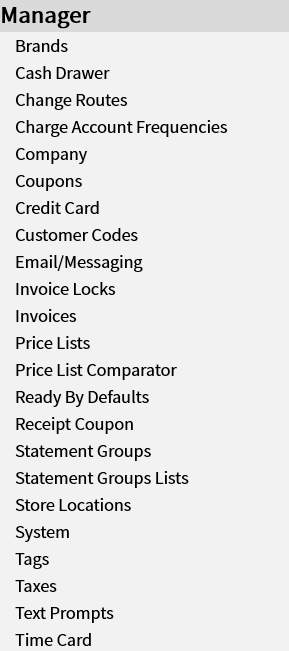 Manager
Brands
Cash Drawer
Change Routes
Charge Account Frequencies
Company
Coupons
Credit Card
Customer Codes
Email/Messaging
Invoice Locks
Invoices
Price Lists
Price List Comparator
Ready By Defaults
Receipt Coupon
Statement Groups
Statement Groups Lists
Store Locations
System
Tags
Taxes
Text Prompts
Time Card